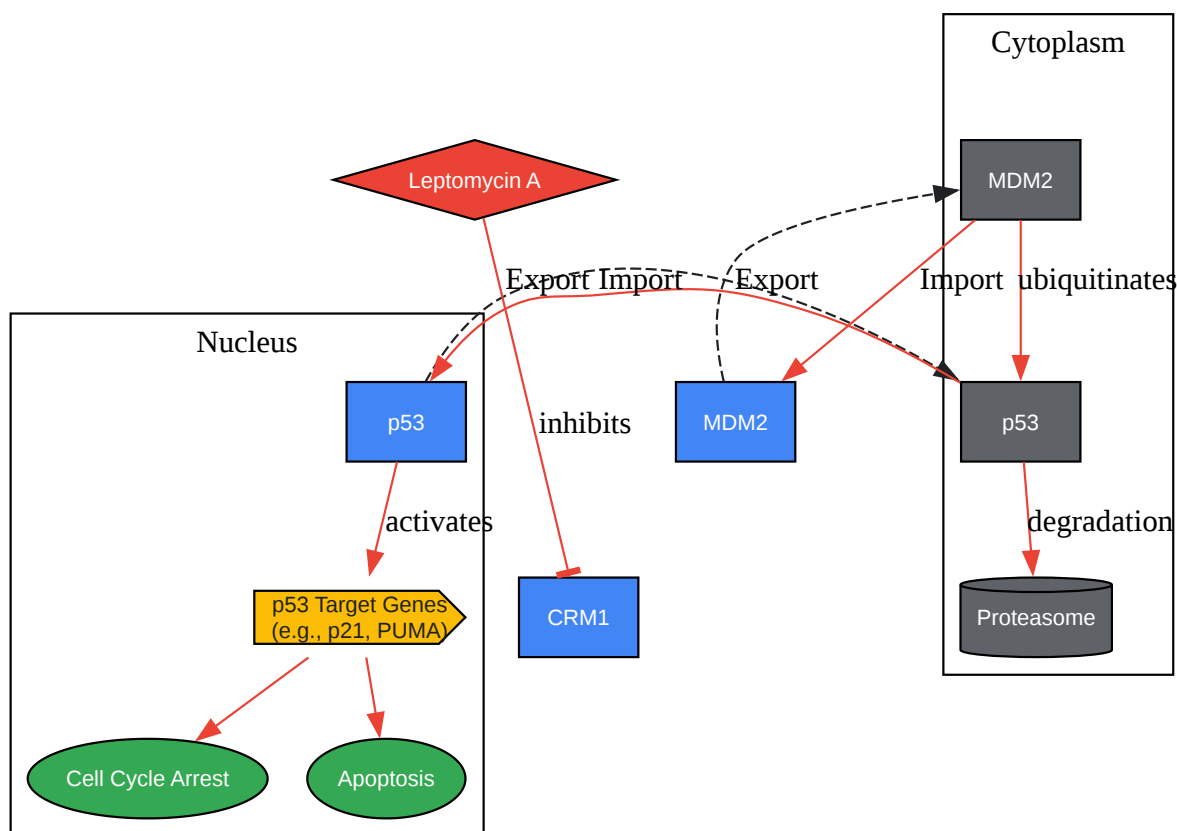 Cytoplasm
Leptomycin A
MDM2
Export
Import
Export
Import
ubiquitinates
Nucleus
p53
inhibits
MDM2
p53
activates
degradation
p53 Target Genes
(e.g., p21, PUMA)
CRM1
Proteasome
Cell Cycle Arrest
Apoptosis